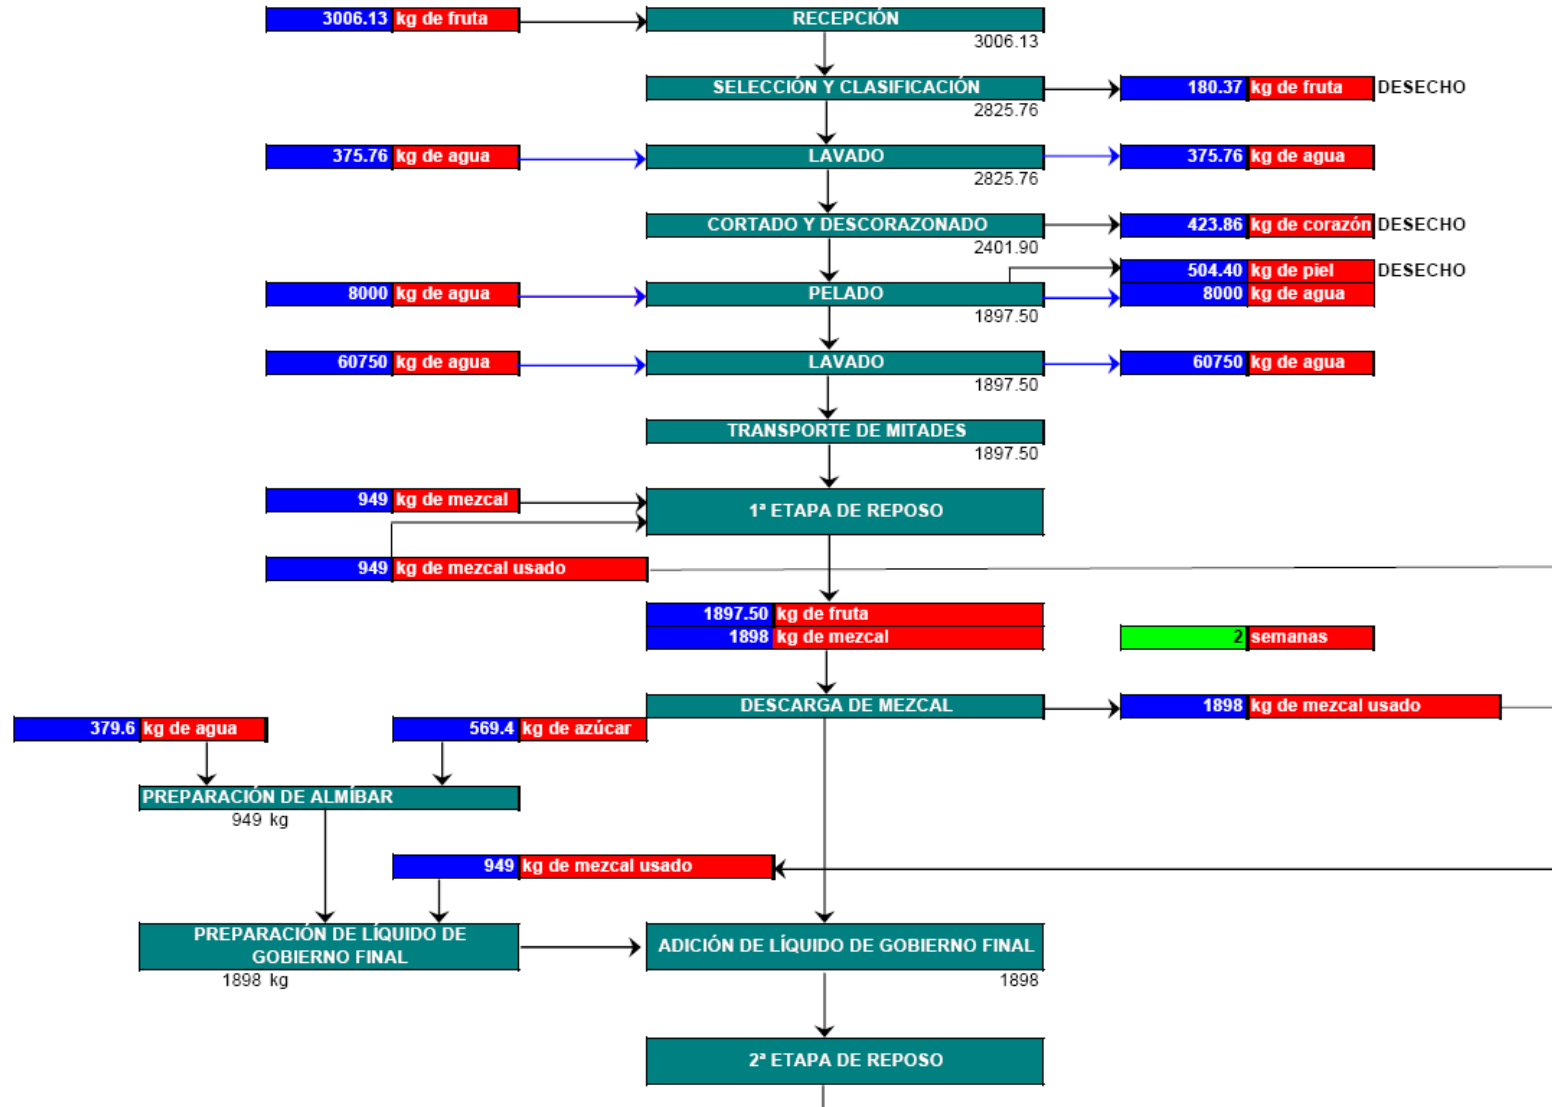 3006.13 kg de fruta RECEPCIÓN
3006.13
SELECCIÓN Y CLASIFICACIÓN 180.37 kg de fruta DESECHO
2825.76
375.76 kg de agua LAVADO 375.76 kg de agua
2825.76
CORTADO Y DESCORAZONADO 423.86 kg de corazón DESECHO
2401.90
504.40 kg de piel DESECHO
8000 kg de agua PELADO 8000 kg de agua
1897.50
60750 kg de agua LAVADO 60750 kg de agua
1897.50
TRANSPORTE DE MITADES
1897.50
949 kg de mezcal
1ª ETAPA DE REPOSO
949 kg de mezcal usado
1897.50 kg de fruta
1898 kg de mezcal 2 semanas
DESCARGA DE MEZCAL 1898 kg de mezcal usado
379.6 kg de agua 569.4 kg de azúcar
PREPARACIÓN DE ALMÍBAR
949 kg
949 kg de mezcal usado
PREPARACIÓN DE LÍQUIDO DE
GOBIERNO FINAL
ADICIÓN DE LÍQUIDO DE GOBIERNO FINAL
1898 kg 1898
2ª ETAPA DE REPOSO